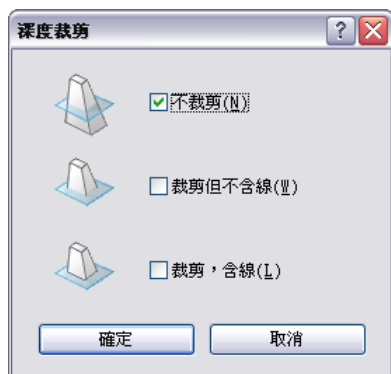 深度裁剪
不裁剪(N)
裁剪但不含線(W)
裁剪，含線(L)
確定
取消